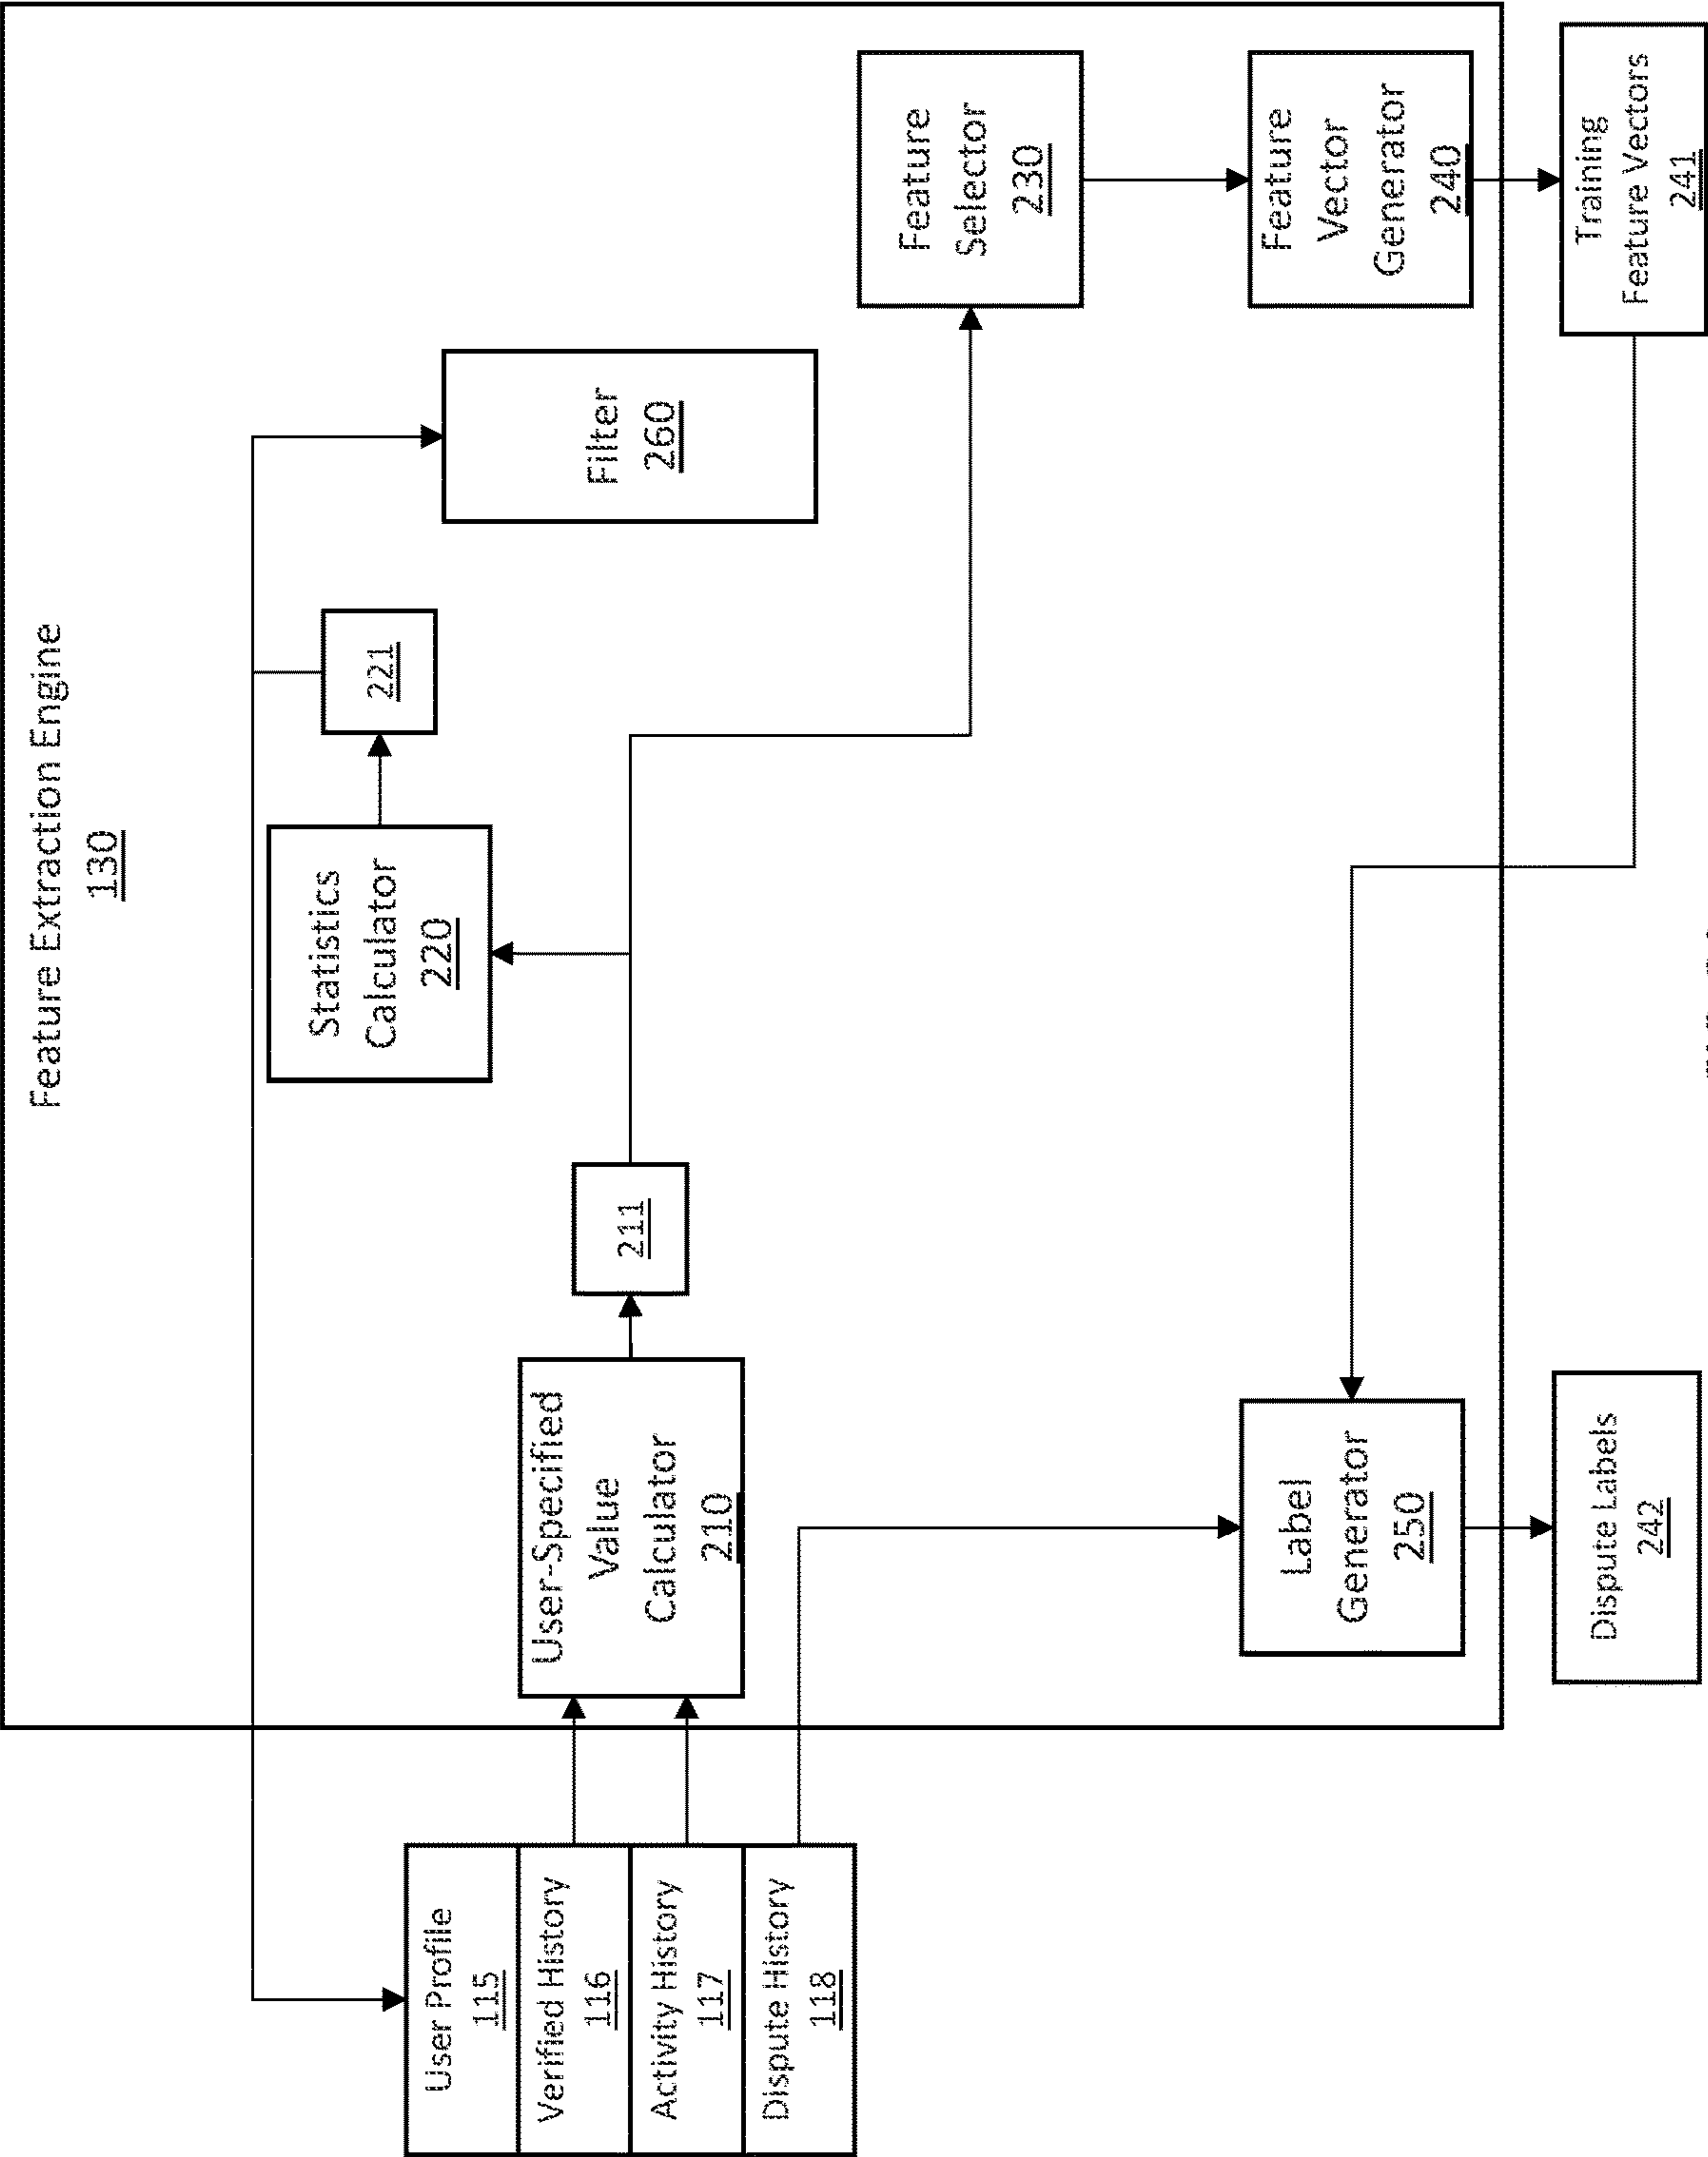 Feature Extraction Engine
130
User Profile
115
Verified History
116
Activity History
117
Dispute History
118
User-Specified
Value
Calculator
210
211
Statistics
Calculator
220
221
Filter
260
Feature
Selector
230
Feature
Vector
Generator
240
Label
Generator
250
Dispute Labels
242
Training
Feature Vectors
241